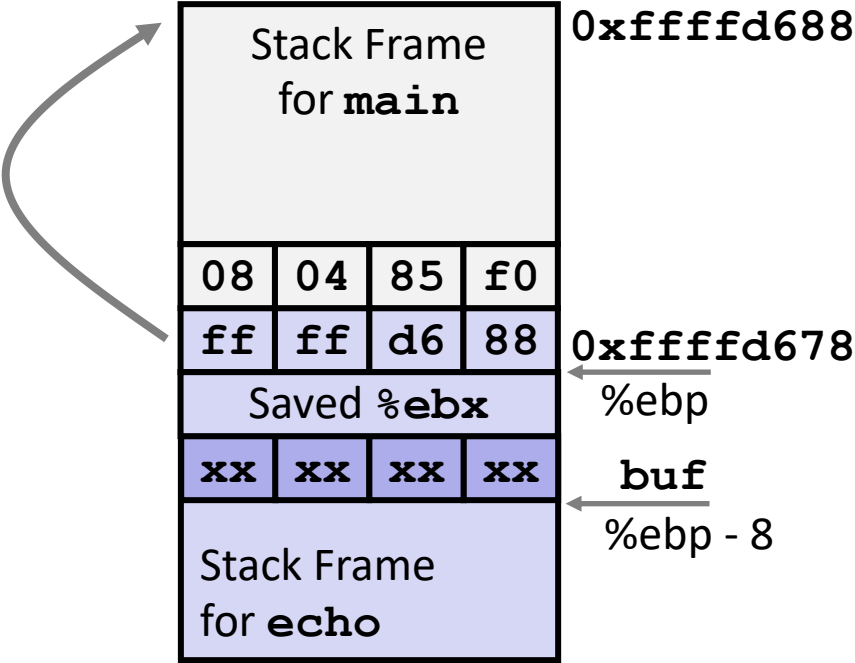 Stack Frame
for main
0xffffd688
08 04 85 f0
ff ff d6 88
0xffffd678
Saved %ebx
%ebp
xx xx xx xx
buf
%ebp - 8
Stack Frame
for echo